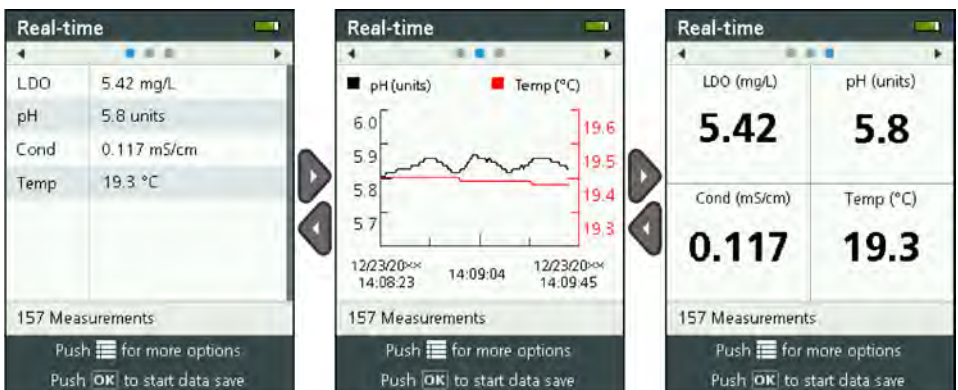 Real-time
LDO 5.42 mg/L
pH 5.8 units
Cond 0.117 mS/cm
Temp 19.3 °C
157 Measurements
Push for more options
Push OK to start data save
Real-time
pH (units) Temp (°C)
6.0
5.9
5.8
5.7
19.6
19.5
19.4
19.3
12/23/20×× 14:09:04 12/23/20××
14:08:23 14:09:45
157 Measurements
Push for more options
Push OK to start data save
Real-time
LDO (mg/L) pH (units)
5.42 5.8
Cond (mS/cm) Temp (°C)
0.117 19.3
157 Measurements
Push for more options
Push OK to start data save